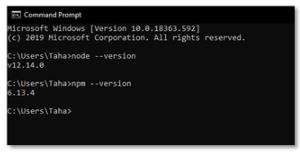 Command Prompt
Microsoft Windows [Version 10.0.18363.592]
(c) 2019 Microsoft Corporation. All rights reserved.
C:\Users\Taha>node --version
v12.14.0
C:\Users\Taha>npm --version
6.13.4
C:\Users\Taha>